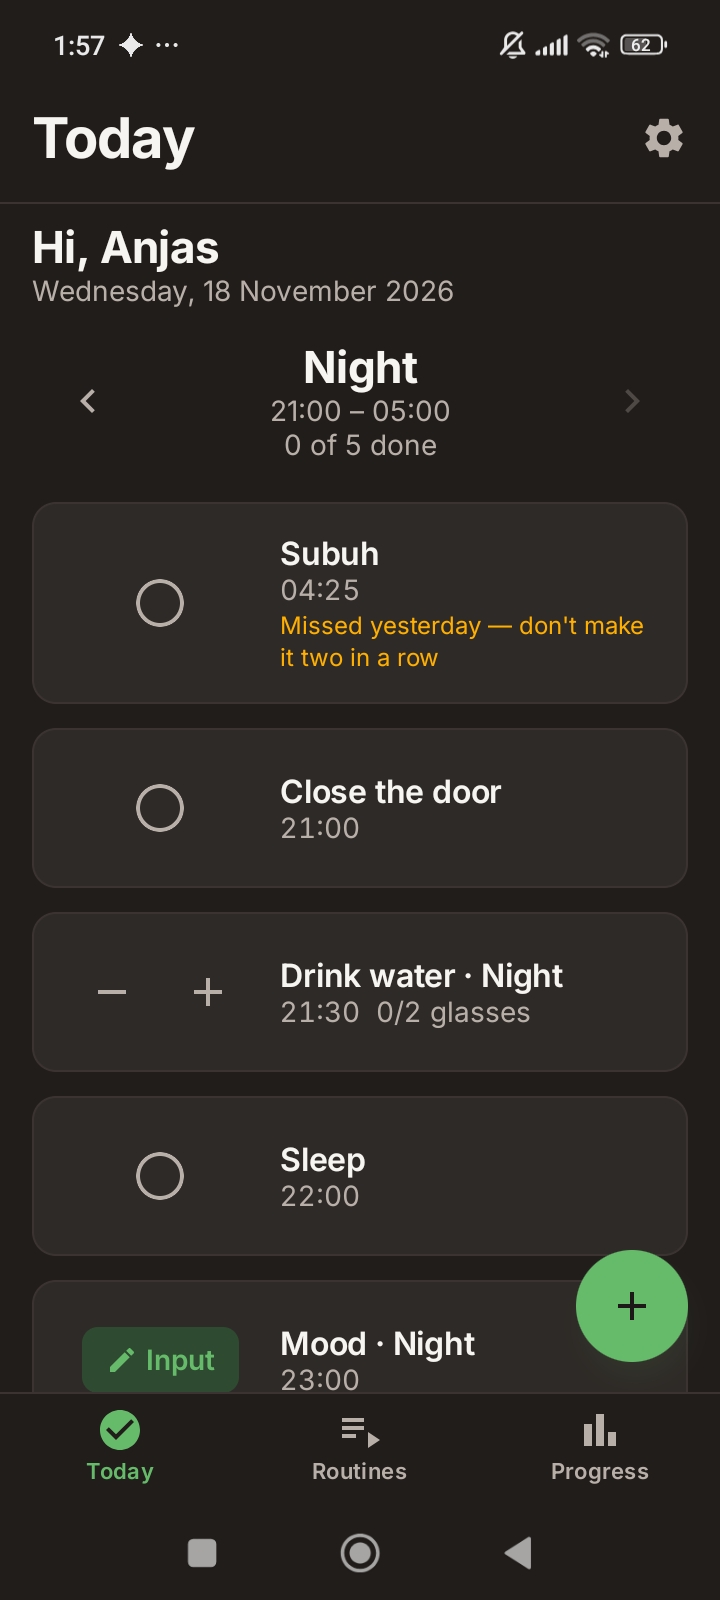 1:57
62
Today
Hi, Anjas
Wednesday, 18 November 2026
Night
21:00 – 05:00
0 of 5 done
Subuh
04:25
Missed yesterday — don't make
it two in a row
Close the door
21:00
Drink water · Night
21:30 0/2 glasses
Sleep
22:00
Input
Mood · Night
23:00
Today
Routines
Progress